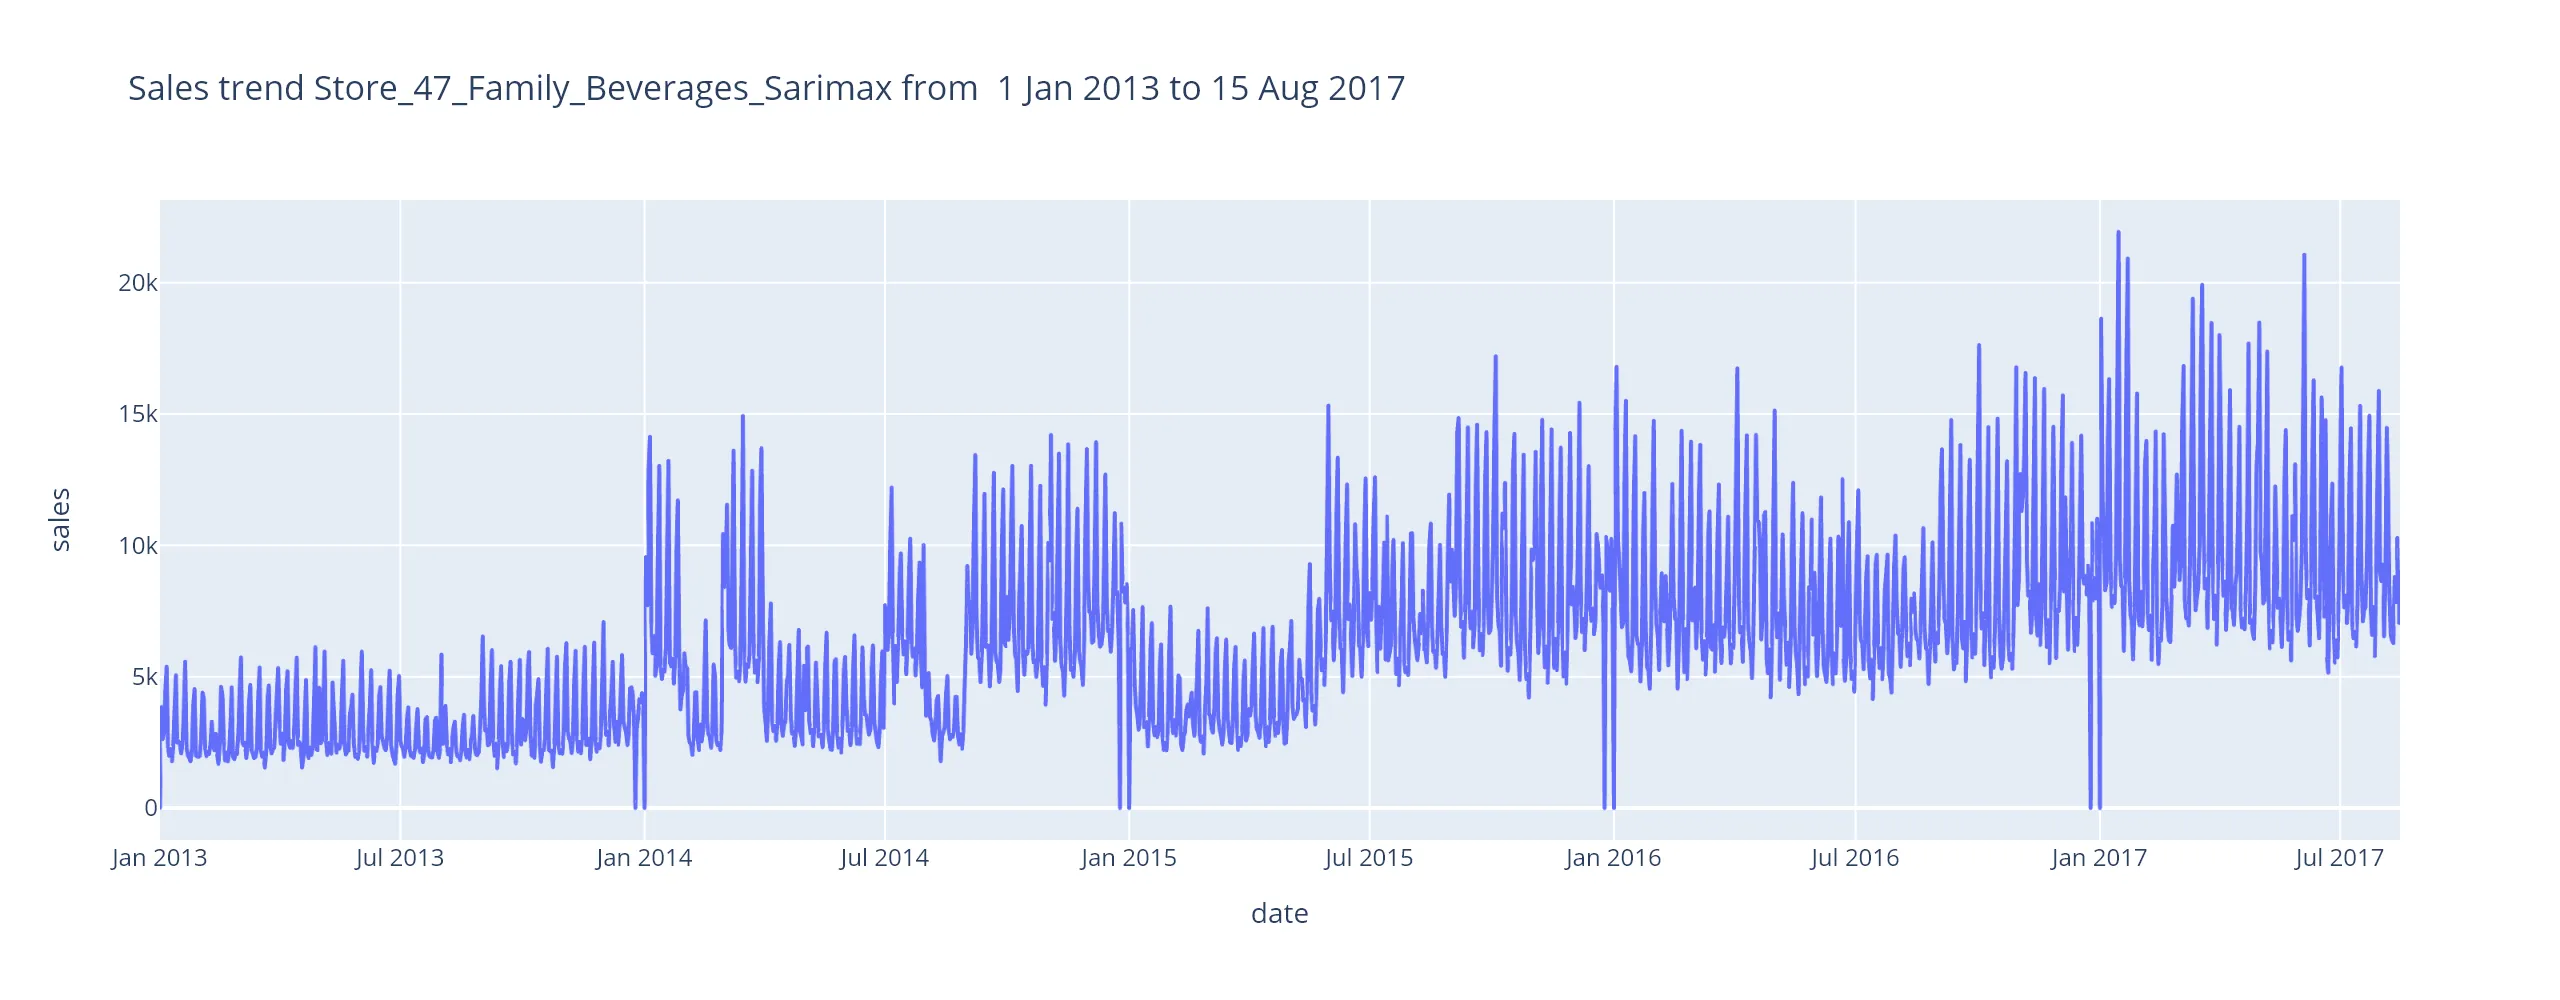 Sales trend Store_47_Family_Beverages_Sarimax from  1 Jan 2013 to 15 Aug 2017
20k
15k
10k
5k
0
sales
Jan 2013 Jul 2013 Jan 2014 Jul 2014 Jan 2015 Jul 2015 Jan 2016 Jul 2016 Jan 2017 Jul 2017
date